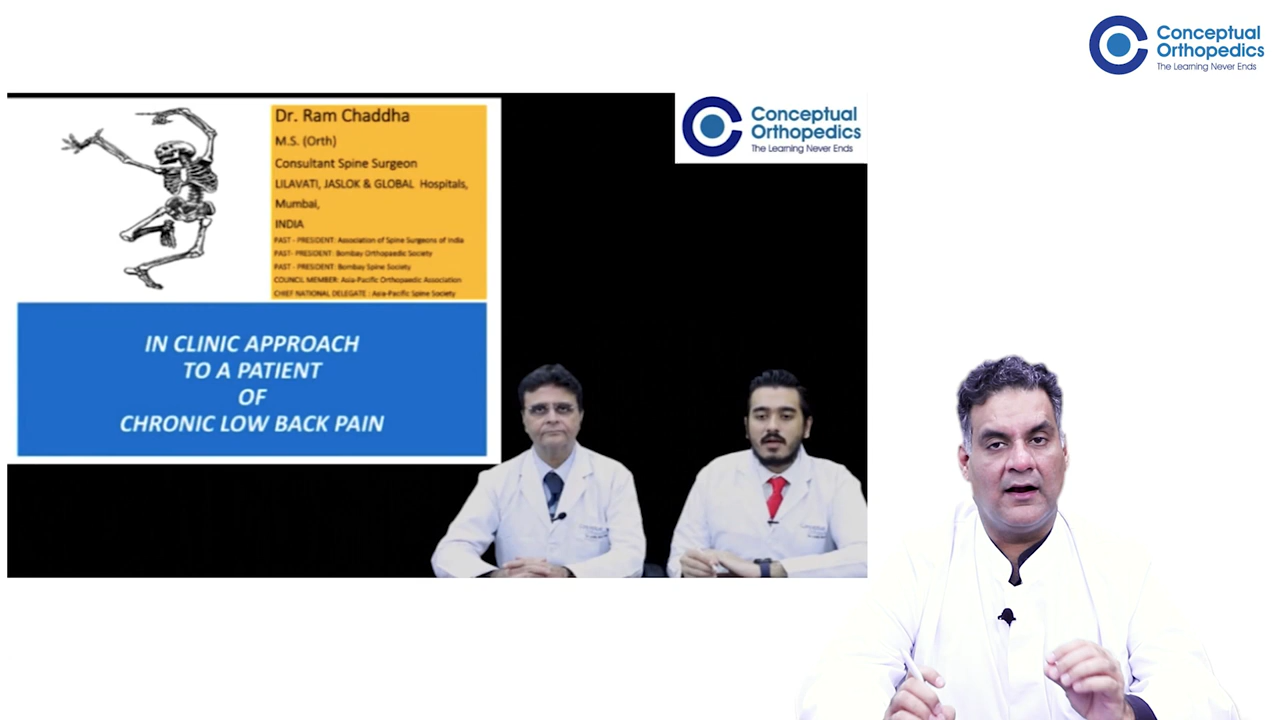 Conceptual
Orthopedics
The Learning Never Ends
Dr. Ram Chaddha
M.S. (Orth)
Consultant Spine Surgeon
LILAVATI, JASLOK & GLOBAL Hospitals,
Mumbai,
INDIA
PAST - PRESIDENT: Association of Spine Surgeons of India
PAST- PRESIDENT: Bombay Orthopaedic Society
PAST - PRESIDENT: Bombay Spine Society
COUNCIL MEMBER: Asia-Pacific Orthopaedic Association
CHIEF NATIONAL DELEGATE : Asia-Pacific Spine Society
Conceptual
Orthopedics
The Learning Never Ends
IN CLINIC APPROACH
TO A PATIENT
OF
CHRONIC LOW BACK PAIN